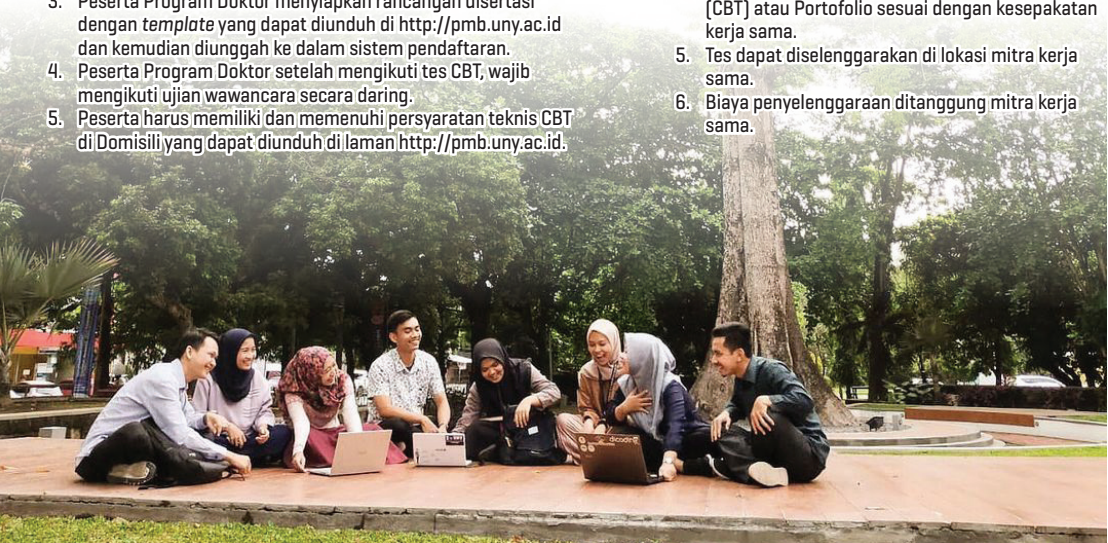 3. Peserta Program Doktor menyiapkan rancangan disertasi
dengan template yang dapat diunduh di http://pmb.uny.ac.id
dan kemudian diunggah ke dalam sistem pendaftaran.
4. Peserta Program Doktor setelah mengikuti tes CBT, wajib
mengikuti ujian wawancara secara daring.
5. Peserta harus memiliki dan memenuhi persyaratan teknis CBT
di Domisili yang dapat diunduh di laman http://pmb.uny.ac.id.
(CBT) atau Portofolio sesuai dengan kesepakatan
kerja sama.
5. Tes dapat diselenggarakan di lokasi mitra kerja
sama.
6. Biaya penyelenggaraan ditanggung mitra kerja
sama.
dicoding